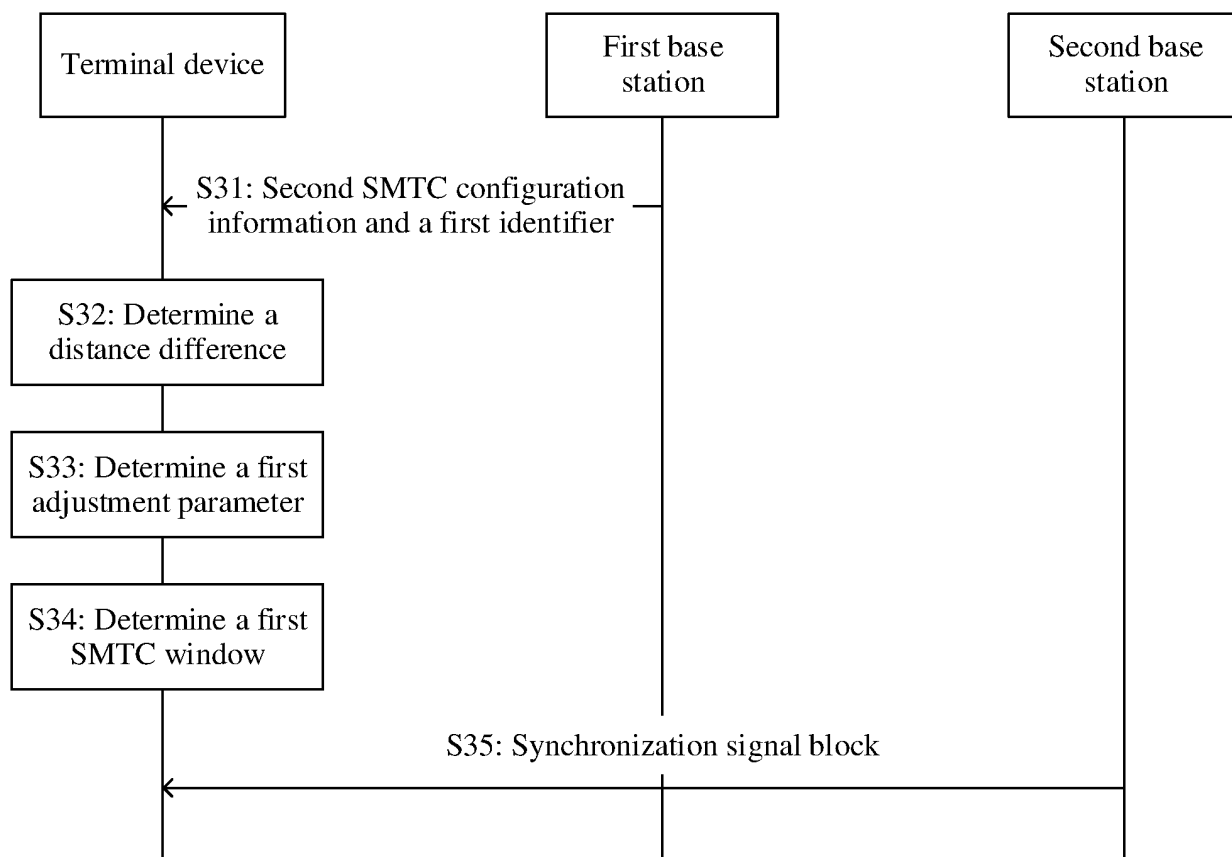 Terminal device
First base
station
Second base
station
S31: Second SMTC configuration
information and a first identifier
S32: Determine a
distance difference
S33: Determine a first
adjustment parameter
S34: Determine a first
SMTC window
S35: Synchronization signal block